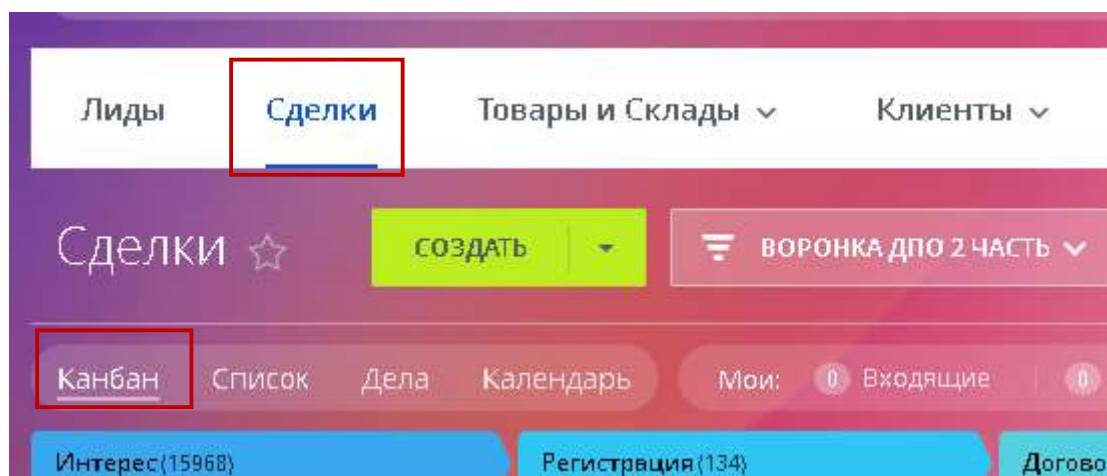 Лиды Сделки Товары и Склады Клиенты
Сделки СОЗДАТЬ ВОРОНКА ДПО 2 ЧАСТЬ
Канбан Список Дела Календарь Мои: 0 Входящие 0
Интерес (15968) Регистрация (134) Догово